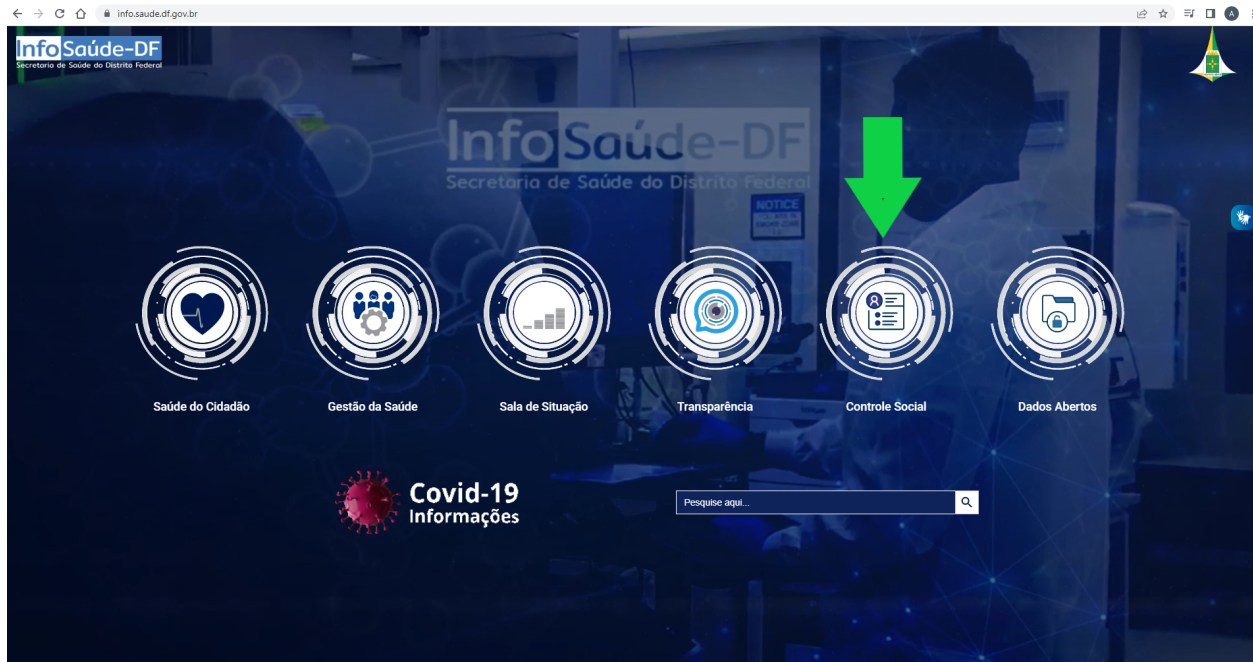 info.saude.df.gov.br
A
InfoSaúde-DF
Secretaria de Saúde do Distrito Federal
InfoSaúde-DF
Secretaria de Saúde do Distrito Federal
NOTICE
Saúde do Cidadão
Gestão da Saúde
Sala de Situação
Transparência
Controle Social
Dados Abertos
Covid-19
Informações
Pesquise aqui...